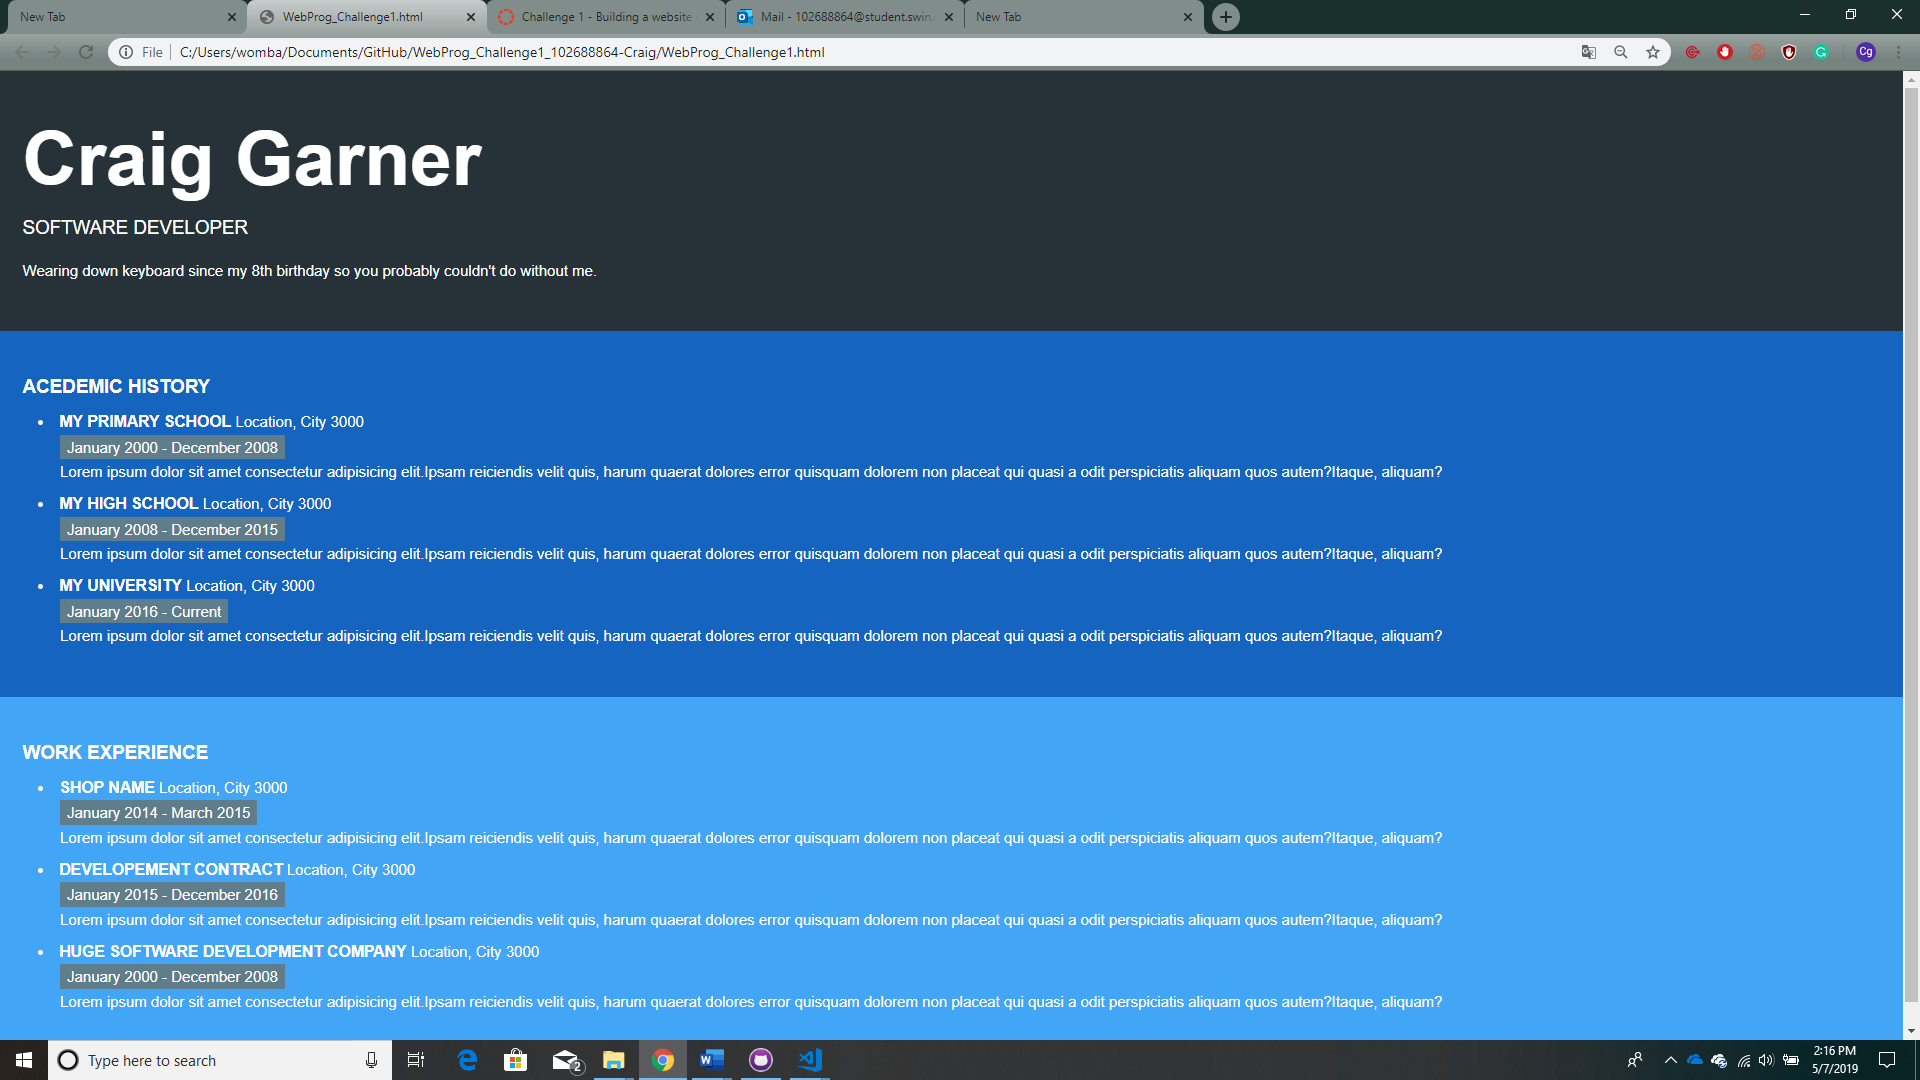 New Tab
WebProg_Challenge1.html
Challenge 1 - Building a website
Mail - 102688864@student.swin.
New Tab
File
C:/Users/womba/Documents/GitHub/WebProg_Challenge1_102688864-Craig/WebProg_Challenge1.html
Cg
Craig Garner
SOFTWARE DEVELOPER
Wearing down keyboard since my 8th birthday so you probably couldn't do without me.
ACEDEMIC HISTORY
MY PRIMARY SCHOOL Location, City 3000
January 2000 - December 2008
Lorem ipsum dolor sit amet consectetur adipisicing elit.Ipsam reiciendis velit quis, harum quaerat dolores error quisquam dolorem non placeat qui quasi a odit perspiciatis aliquam quos autem?Itaque, aliquam?
MY HIGH SCHOOL Location, City 3000
January 2008 - December 2015
Lorem ipsum dolor sit amet consectetur adipisicing elit.Ipsam reiciendis velit quis, harum quaerat dolores error quisquam dolorem non placeat qui quasi a odit perspiciatis aliquam quos autem?Itaque, aliquam?
MY UNIVERSITY Location, City 3000
January 2016 - Current
Lorem ipsum dolor sit amet consectetur adipisicing elit.Ipsam reiciendis velit quis, harum quaerat dolores error quisquam dolorem non placeat qui quasi a odit perspiciatis aliquam quos autem?Itaque, aliquam?
WORK EXPERIENCE
SHOP NAME Location, City 3000
January 2014 - March 2015
Lorem ipsum dolor sit amet consectetur adipisicing elit.Ipsam reiciendis velit quis, harum quaerat dolores error quisquam dolorem non placeat qui quasi a odit perspiciatis aliquam quos autem?Itaque, aliquam?
DEVELOPEMENT CONTRACT Location, City 3000
January 2015 - December 2016
Lorem ipsum dolor sit amet consectetur adipisicing elit.Ipsam reiciendis velit quis, harum quaerat dolores error quisquam dolorem non placeat qui quasi a odit perspiciatis aliquam quos autem?Itaque, aliquam?
HUGE SOFTWARE DEVELOPMENT COMPANY Location, City 3000
January 2000 - December 2008
Lorem ipsum dolor sit amet consectetur adipisicing elit.Ipsam reiciendis velit quis, harum quaerat dolores error quisquam dolorem non placeat qui quasi a odit perspiciatis aliquam quos autem?Itaque, aliquam?
Type here to search
2
2:16 PM
5/7/2019